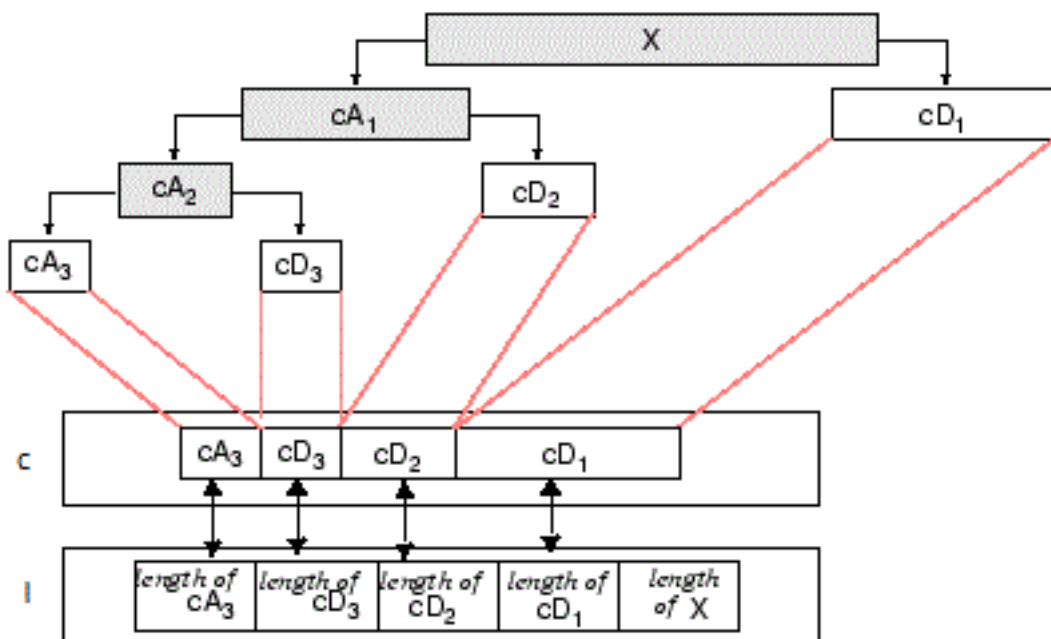 X
cA₁
cD₁
cA₂
cD₂
cA₃
cD₃
c
cA₃ cD₃ cD₂ cD₁
l
length of cA₃
length of cD₃
length of cD₂
length of cD₁
length of X